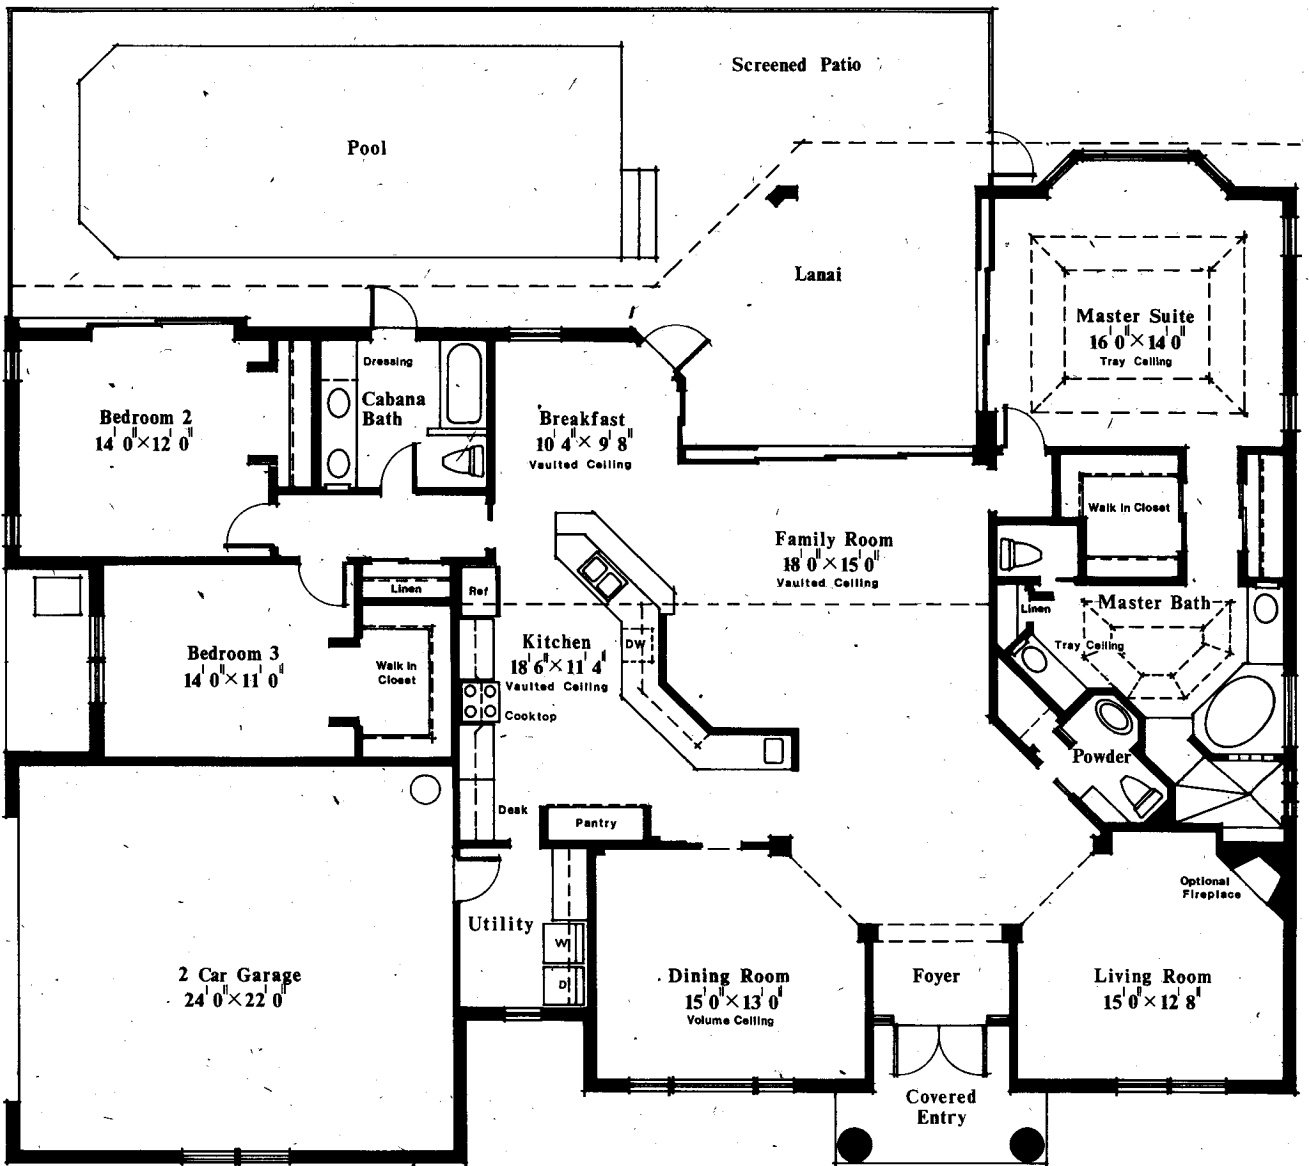 Screened Patio
Pool
Lanai
Master Suite
16' 0"×14' 0"
Tray Ceiling
Dressing
Cabana
Bath
Bedroom 2
14' 0"×12' 0"
Breakfast
10' 4"× 9' 8"
Vaulted Ceiling
Walk In Closet
Family Room
18' 0"×15' 0"
Vaulted Ceiling
Linen
Ref
Linen
Master Bath
Tray Ceiling
Kitchen
18' 6"×11' 4"
Vaulted Ceiling
DW
Bedroom 3
14' 0"×11' 0"
Walk In
Closet
Cooktop
Powder
Desk
Pantry
Optional
Fireplace
Utility
W
D
2 Car Garage
24' 0"×22' 0"
Dining Room
15' 0"×13' 0"
Volume Ceiling
Foyer
Living Room
15' 0"×12' 8"
Covered
Entry